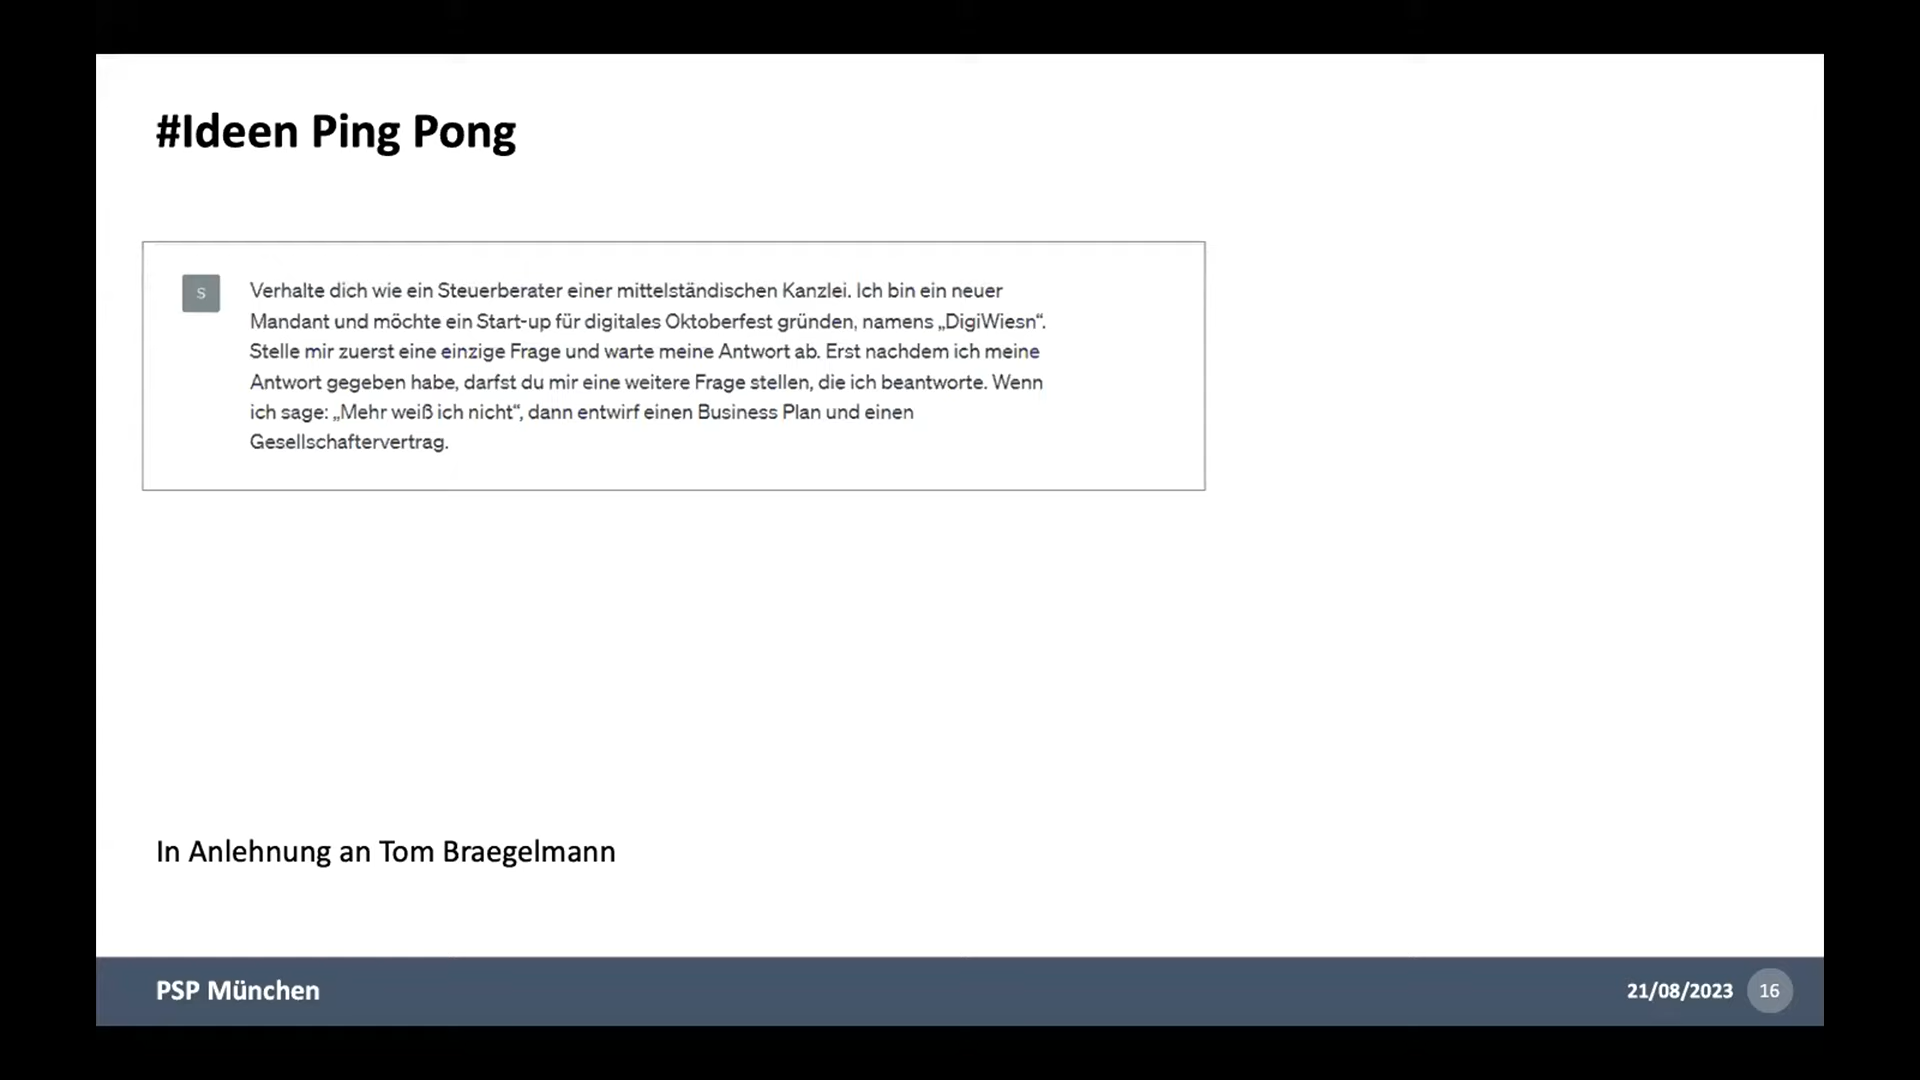 #Ideen Ping Pong
S
Verhalte dich wie ein Steuerberater einer mittelständischen Kanzlei. Ich bin ein neuer
Mandant und möchte ein Start-up für digitales Oktoberfest gründen, namens „DigiWiesn“.
Stelle mir zuerst eine einzige Frage und warte meine Antwort ab. Erst nachdem ich meine
Antwort gegeben habe, darfst du mir eine weitere Frage stellen, die ich beantworte. Wenn
ich sage: „Mehr weiß ich nicht“, dann entwirf einen Business Plan und einen
Gesellschaftervertrag.
In Anlehnung an Tom Braegelmann
PSP München
21/08/2023
16